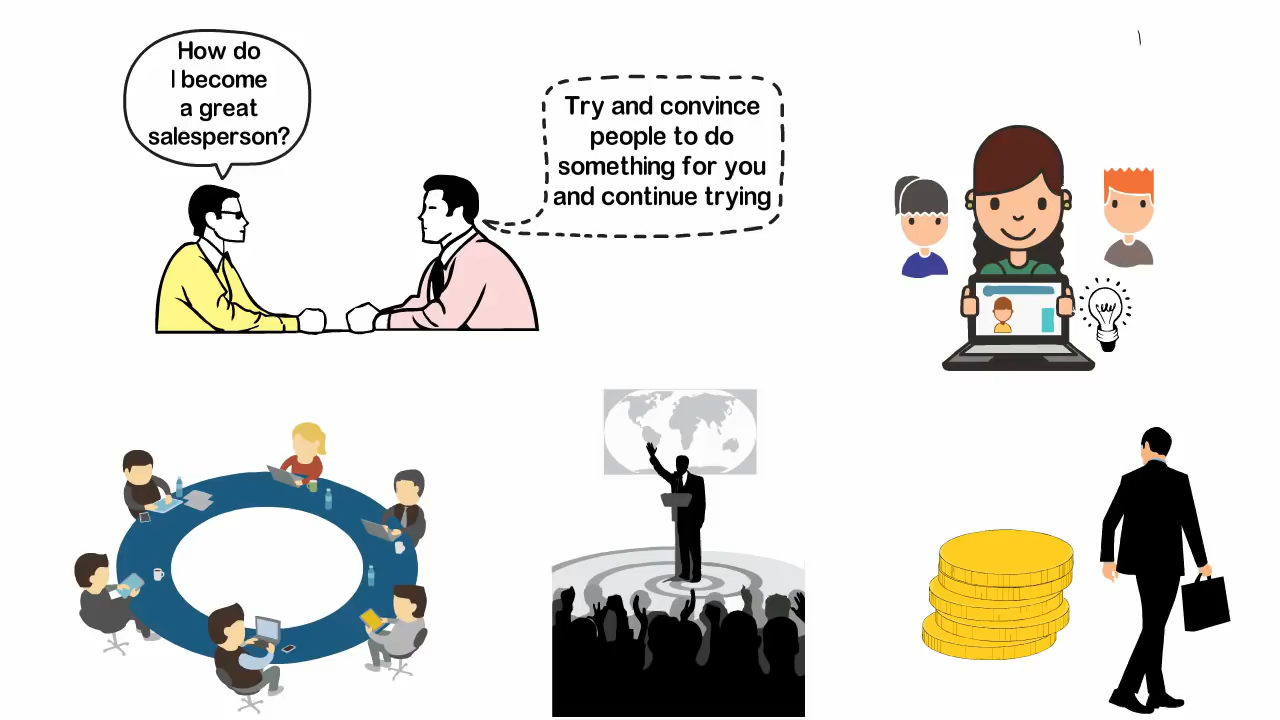 How do
I become
a great
salesperson?
Try and convince
people to do
something for you
and continue trying